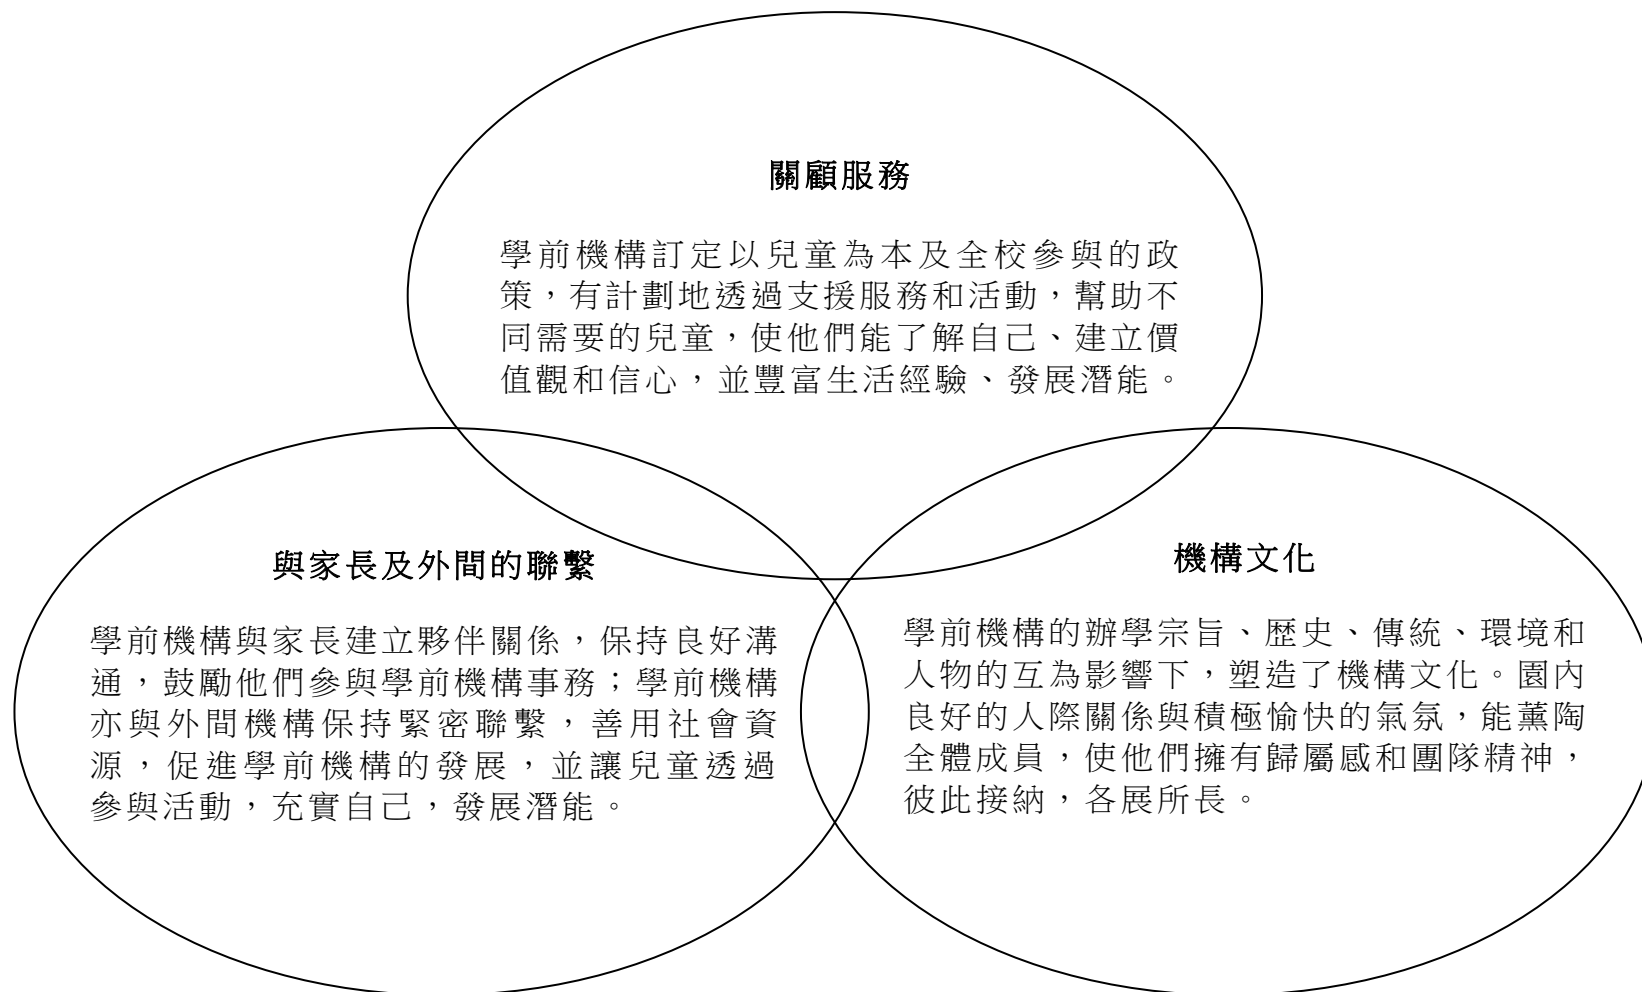 關顧服務
學前機構訂定以兒童為本及全校參與的政
策，有計劃地透過支援服務和活動，幫助不
同需要的兒童，使他們能了解自己、建立價
值觀和信心，並豐富生活經驗、發展潛能。
與家長及外間的聯繫
學前機構與家長建立夥伴關係，保持良好溝
通，鼓勵他們參與學前機構事務；學前機構
亦與外間機構保持緊密聯繫，善用社會資
源，促進學前機構的發展，並讓兒童透過
參與活動，充實自己，發展潛能。
機構文化
學前機構的辦學宗旨、歷史、傳統、環境和
人物的互為影響下，塑造了機構文化。園內
良好的人際關係與積極愉快的氣氛，能薰陶
全體成員，使他們擁有歸屬感和團隊精神，
彼此接納，各展所長。